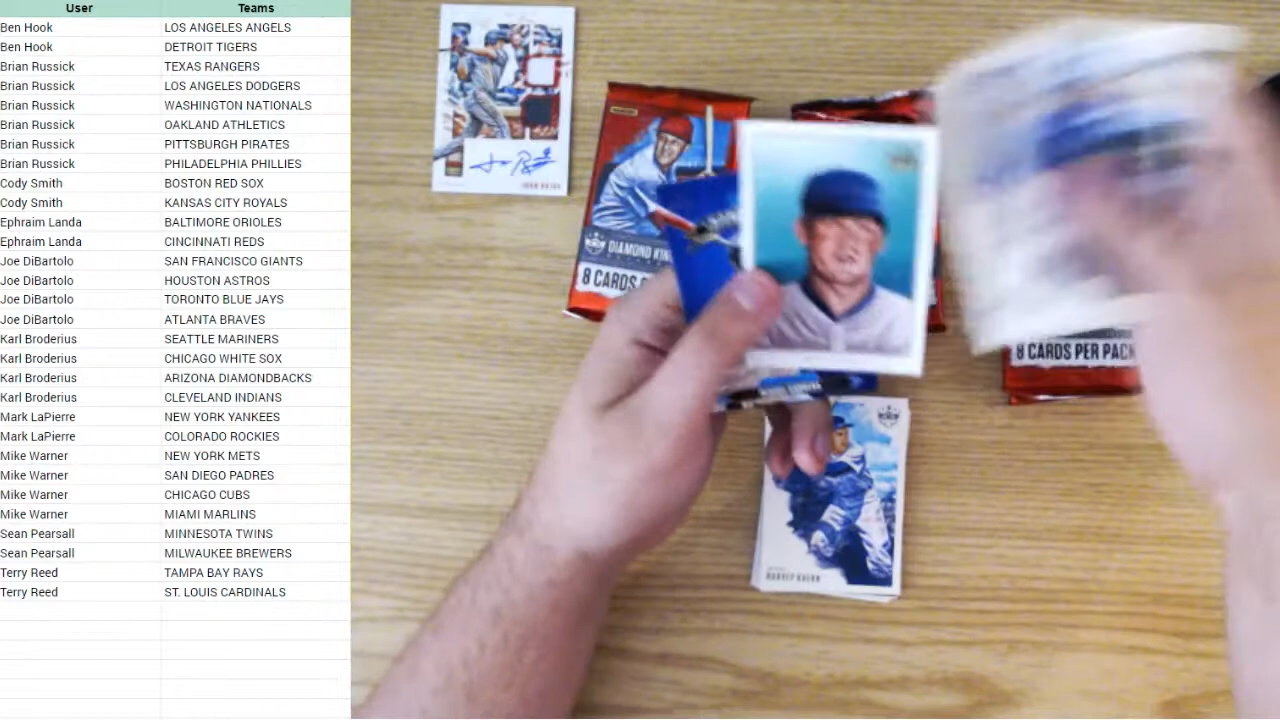 User Teams
Ben Hook LOS ANGELES ANGELS
Ben Hook DETROIT TIGERS
Brian Russick TEXAS RANGERS
Brian Russick LOS ANGELES DODGERS
Brian Russick WASHINGTON NATIONALS
Brian Russick OAKLAND ATHLETICS
Brian Russick PITTSBURGH PIRATES
Brian Russick PHILADELPHIA PHILLIES
Cody Smith BOSTON RED SOX
Cody Smith KANSAS CITY ROYALS
Ephraim Landa BALTIMORE ORIOLES
Ephraim Landa CINCINNATI REDS
Joe DiBartolo SAN FRANCISCO GIANTS
Joe DiBartolo HOUSTON ASTROS
Joe DiBartolo TORONTO BLUE JAYS
Joe DiBartolo ATLANTA BRAVES
Karl Broderius SEATTLE MARINERS
Karl Broderius CHICAGO WHITE SOX
Karl Broderius ARIZONA DIAMONDBACKS
Karl Broderius CLEVELAND INDIANS
Mark LaPierre NEW YORK YANKEES
Mark LaPierre COLORADO ROCKIES
Mike Warner NEW YORK METS
Mike Warner SAN DIEGO PADRES
Mike Warner CHICAGO CUBS
Mike Warner MIAMI MARLINS
Sean Pearsall MINNESOTA TWINS
Sean Pearsall MILWAUKEE BREWERS
Terry Reed TAMPA BAY RAYS
Terry Reed ST. LOUIS CARDINALS
DIAMOND KIN
8 CARDS
8 CARDS PER PACK
HARVEY KUENN